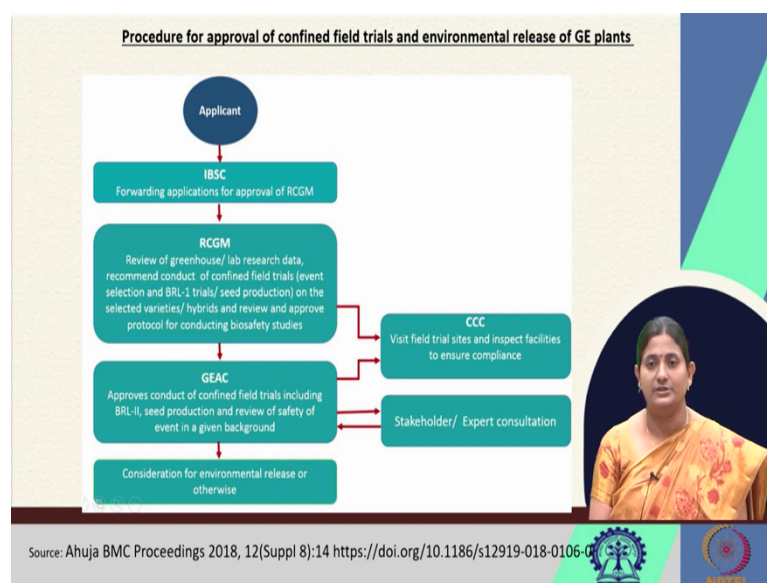 Procedure for approval of confined field trials and environmental release of GE plants
Applicant
IBSC
Forwarding applications for approval of RCGM
RCGM
Review of greenhouse/ lab research data,
recommend conduct of confined field trials (event
selection and BRL-1 trials/ seed production) on the
selected varieties/ hybrids and review and approve
protocol for conducting biosafety studies
CCC
Visit field trial sites and inspect facilities
to ensure compliance
GEAC
Approves conduct of confined field trials including
BRL-II, seed production and review of safety of
event in a given background
Stakeholder/ Expert consultation
Consideration for environmental release or
otherwise
Source: Ahuja BMC Proceedings 2018, 12(Suppl 8):14 https://doi.org/10.1186/s12919-018-0106-0
NPTEL